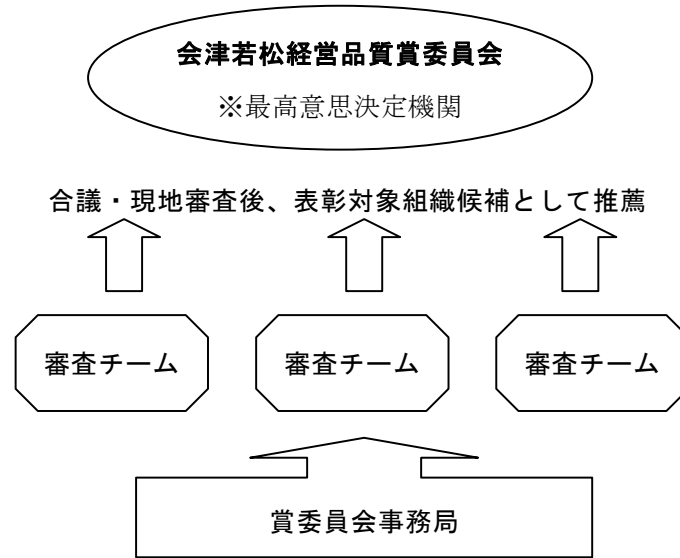 会津若松経営品質賞委員会
※最高意思決定機関
合議・現地審査後、表彰対象組織候補として推薦
審査チーム
審査チーム
審査チーム
賞委員会事務局